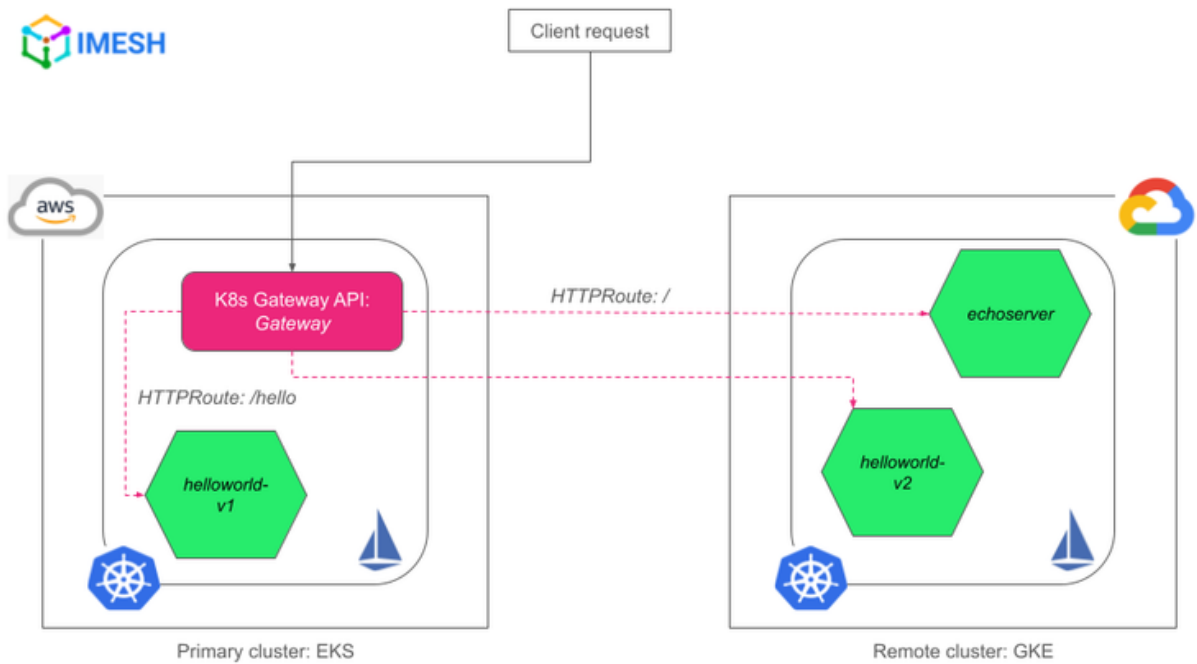 IMESH
Client request
aws
K8s Gateway API:
Gateway
HTTPRoute: /
echoserver
HTTPRoute: /hello
helloworld-
v1
helloworld-
v2
Primary cluster: EKS
Remote cluster: GKE